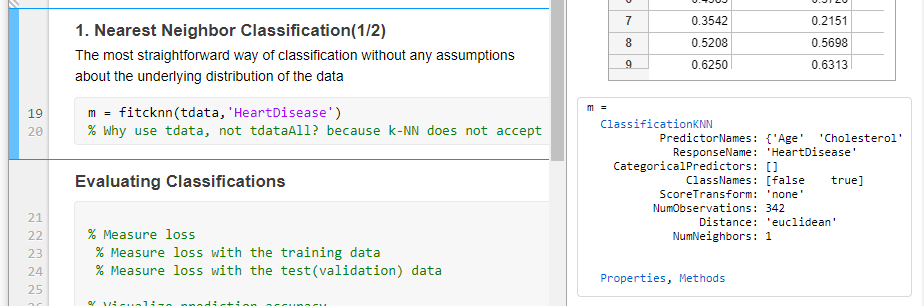 1. Nearest Neighbor Classification(1/2)
The most straightforward way of classification without any assumptions
about the underlying distribution of the data
19 m = fitcknn(tdata,'HeartDisease')
20 % Why use tdata, not tdataAll? because k-NN does not accept
Evaluating Classifications
21
22 % Measure loss
23 % Measure loss with the training data
24 % Measure loss with the test(validation) data
25
% Visualize prediction accuracy
7 0.3542 0.2151
8 0.5208 0.5698
9 0.6250 0.6313
m =
ClassificationKNN
PredictorNames: {'Age' 'Cholesterol'
ResponseName: 'HeartDisease'
CategoricalPredictors: []
ClassNames: [false true]
ScoreTransform: 'none'
NumObservations: 342
Distance: 'euclidean'
NumNeighbors: 1
Properties, Methods